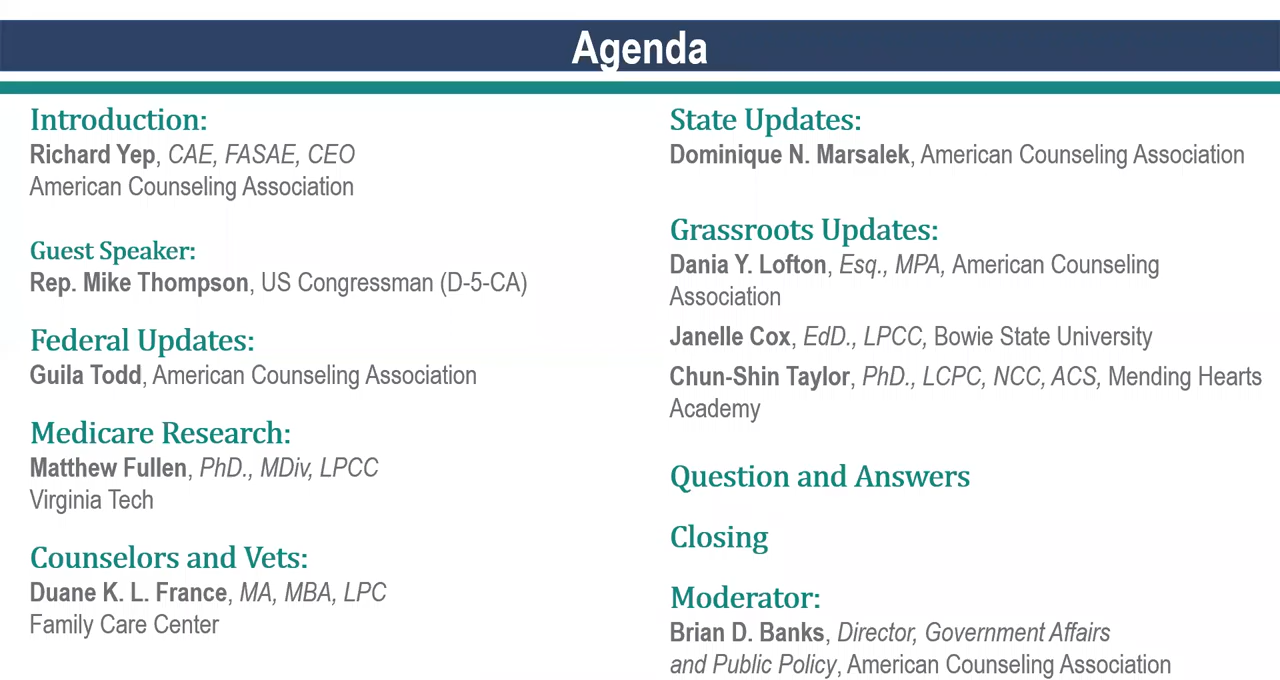 Agenda
Introduction:
Richard Yep, CAE, FASAE, CEO
American Counseling Association
Guest Speaker:
Rep. Mike Thompson, US Congressman (D-5-CA)
Federal Updates:
Guila Todd, American Counseling Association
Medicare Research:
Matthew Fullen, PhD., MDiv, LPCC
Virginia Tech
Counselors and Vets:
Duane K. L. France, MA, MBA, LPC
Family Care Center
State Updates:
Dominique N. Marsalek, American Counseling Association
Grassroots Updates:
Dania Y. Lofton, Esq., MPA, American Counseling
Association
Janelle Cox, EdD., LPCC, Bowie State University
Chun-Shin Taylor, PhD., LCPC, NCC, ACS, Mending Hearts
Academy
Question and Answers
Closing
Moderator:
Brian D. Banks, Director, Government Affairs
and Public Policy, American Counseling Association